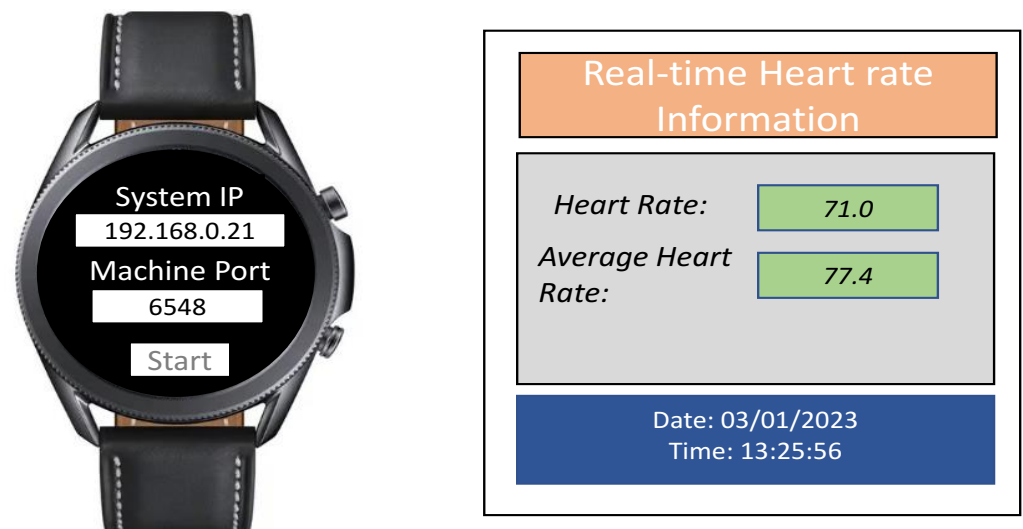 System IP
192.168.0.21
Machine Port
6548
Start
Real-time Heart rate
Information
Heart Rate:
71.0
Average Heart
Rate:
77.4
Date: 03/01/2023
Time: 13:25:56